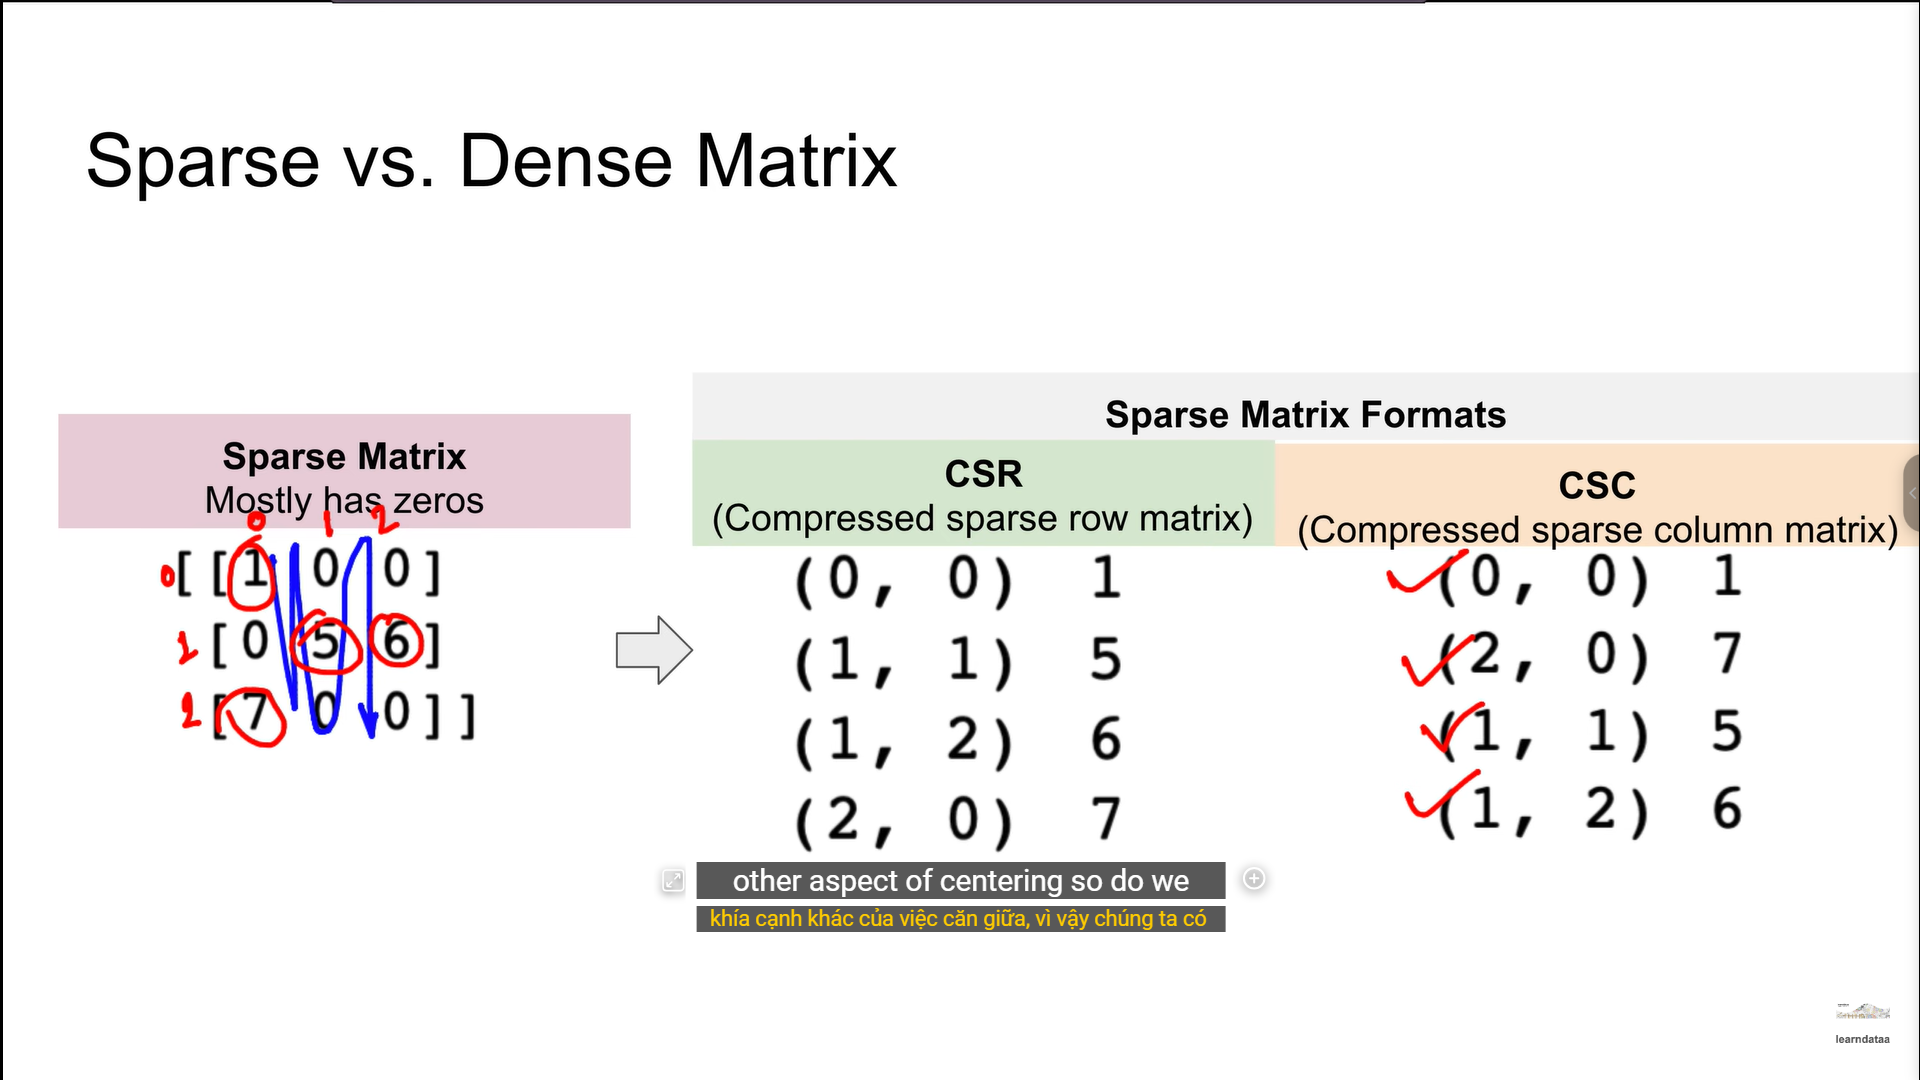 Sparse vs. Dense Matrix
Sparse Matrix
Mostly has zeros
0 1 2
0 [[1 0 0]
1 [0 5 6]
2 [7 0 0]]
Sparse Matrix Formats
CSR
(Compressed sparse row matrix)
(0, 0) 1
(1, 1) 5
(1, 2) 6
(2, 0) 7
CSC
(Compressed sparse column matrix)
(0, 0) 1
(2, 0) 7
(1, 1) 5
(1, 2) 6
other aspect of centering so do we
khía cạnh khác của việc căn giữa, vì vậy chúng ta có
learndataa